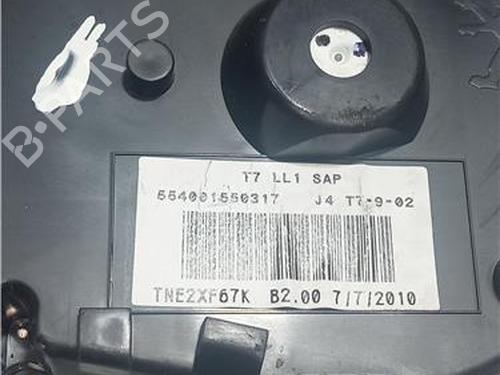 B-PARTS
T7 LL1 SAP
554001550317 J4 T7-9-02
TNE2XF67K B2.00 7/7/2010